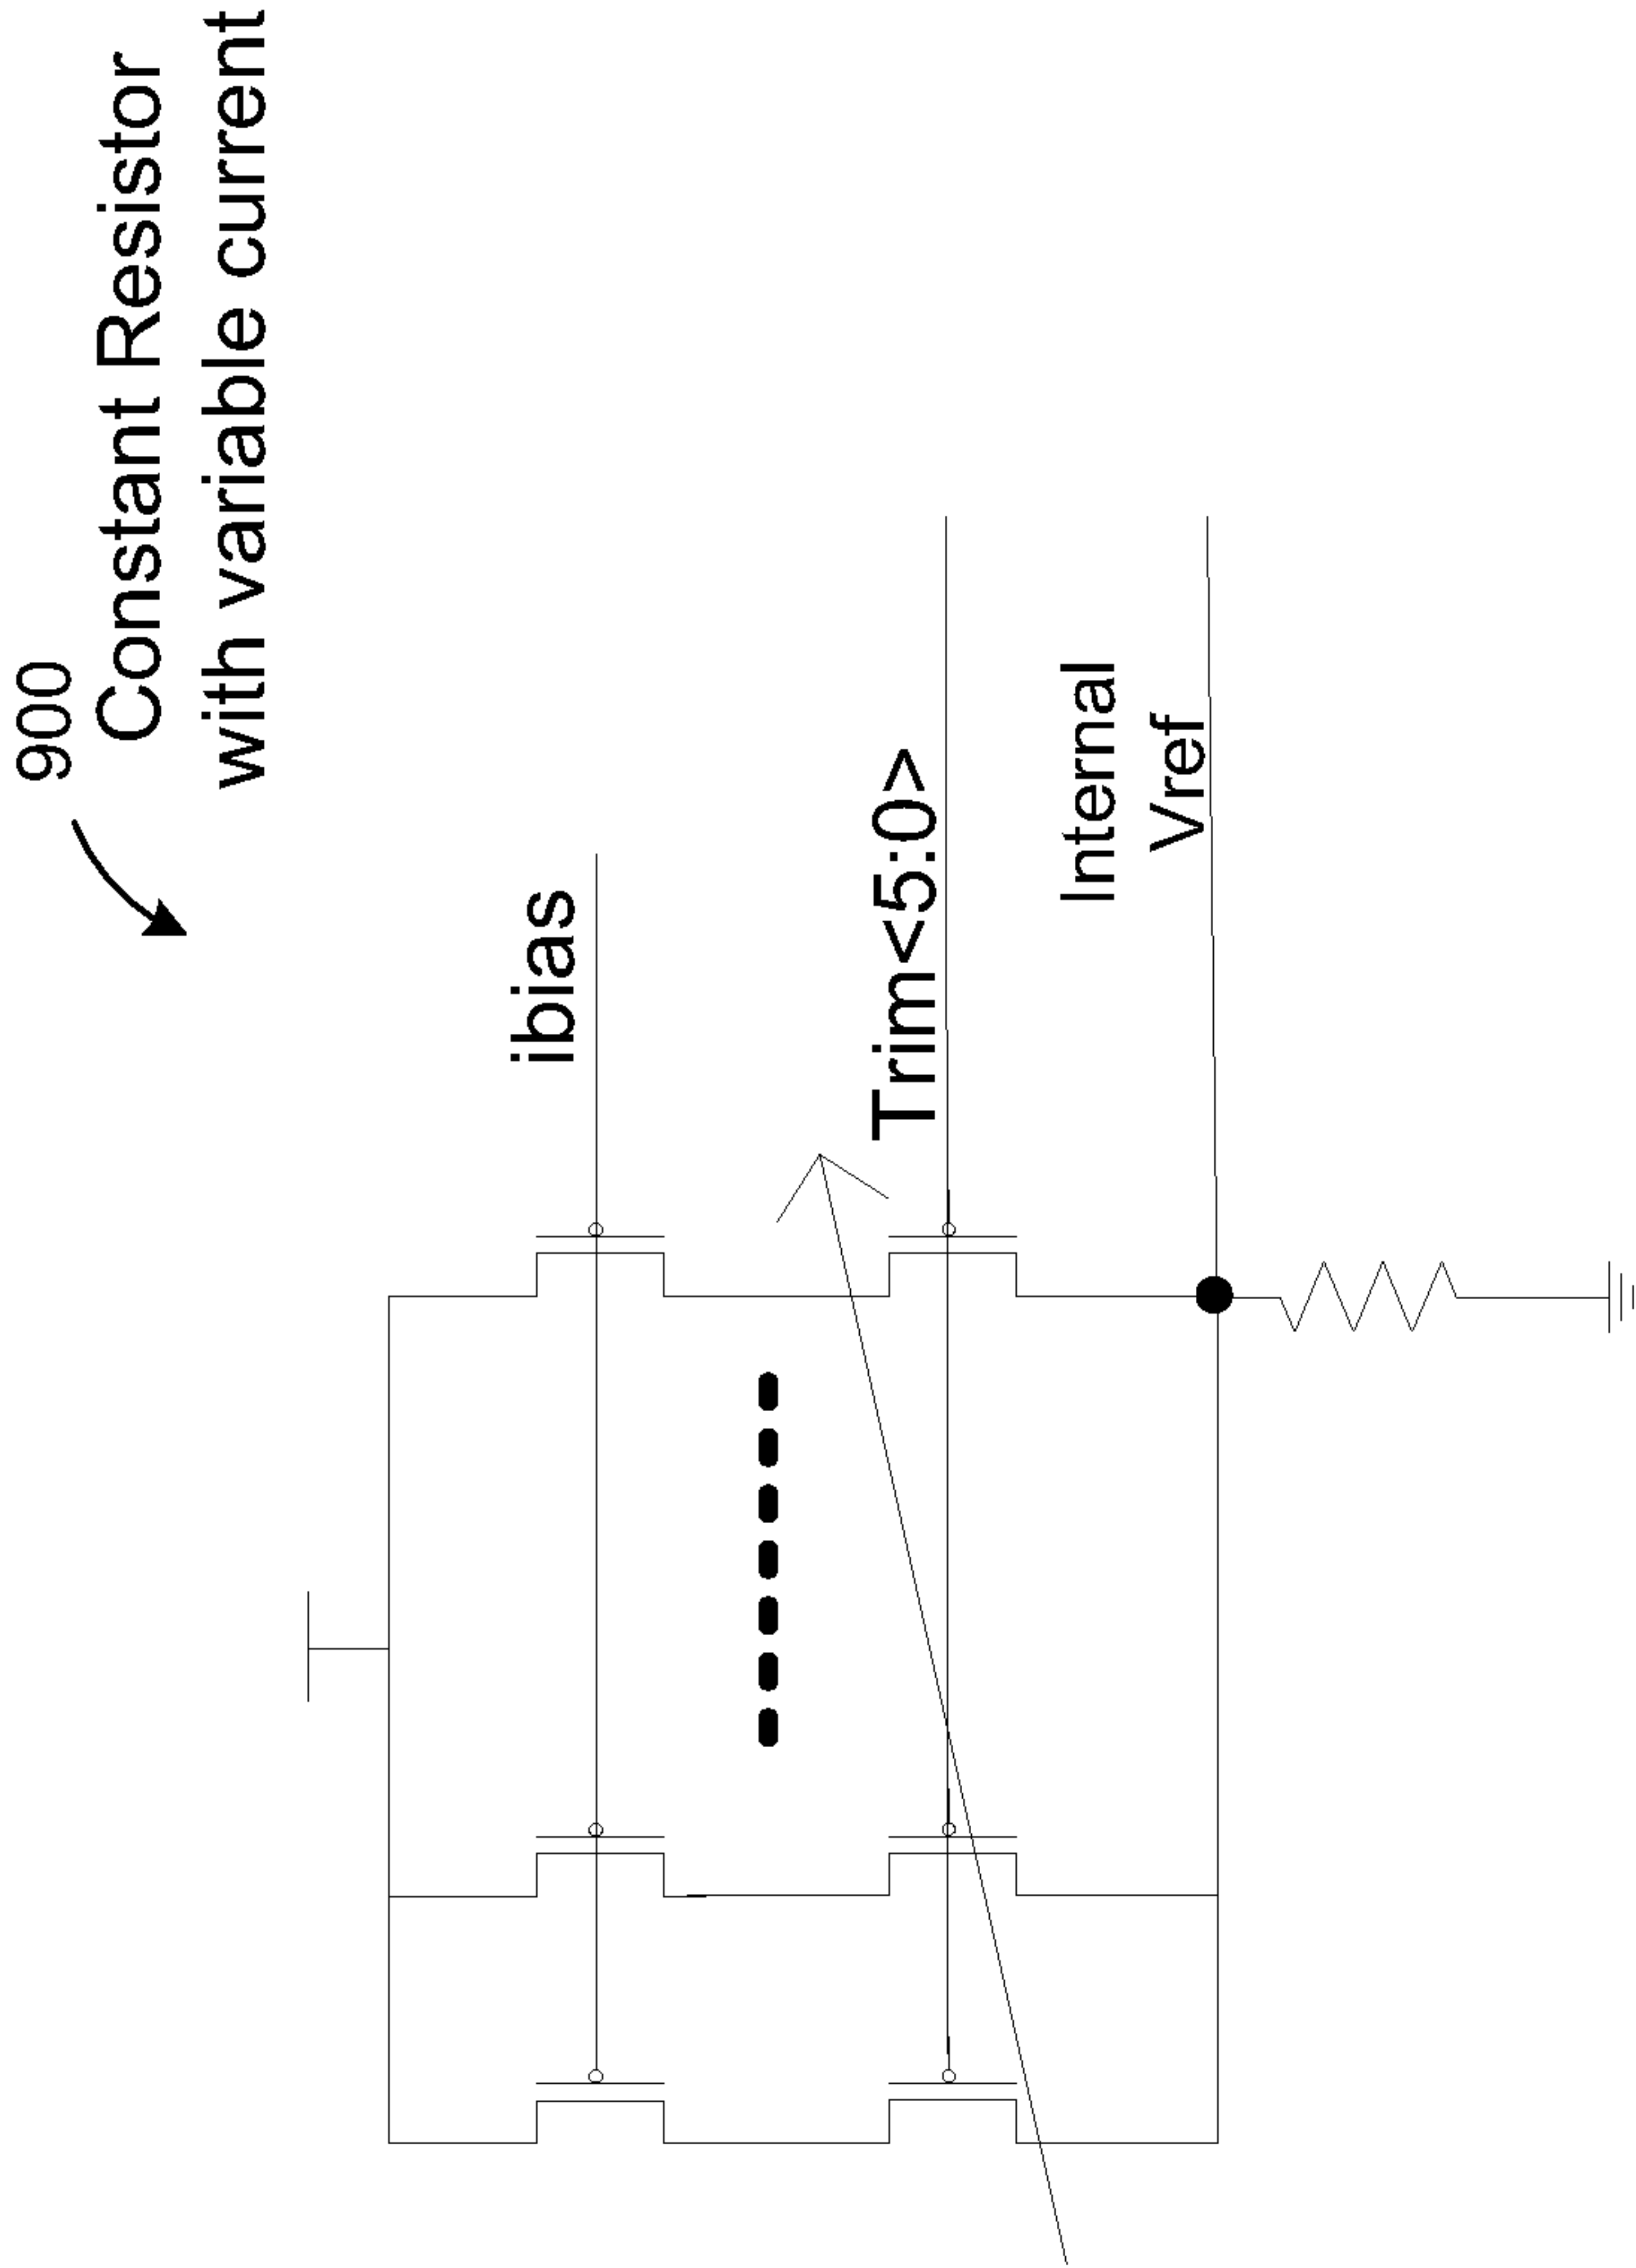 900
Constant Resistor
with variable current
ibias
Trim<5:0>
Internal
Vref